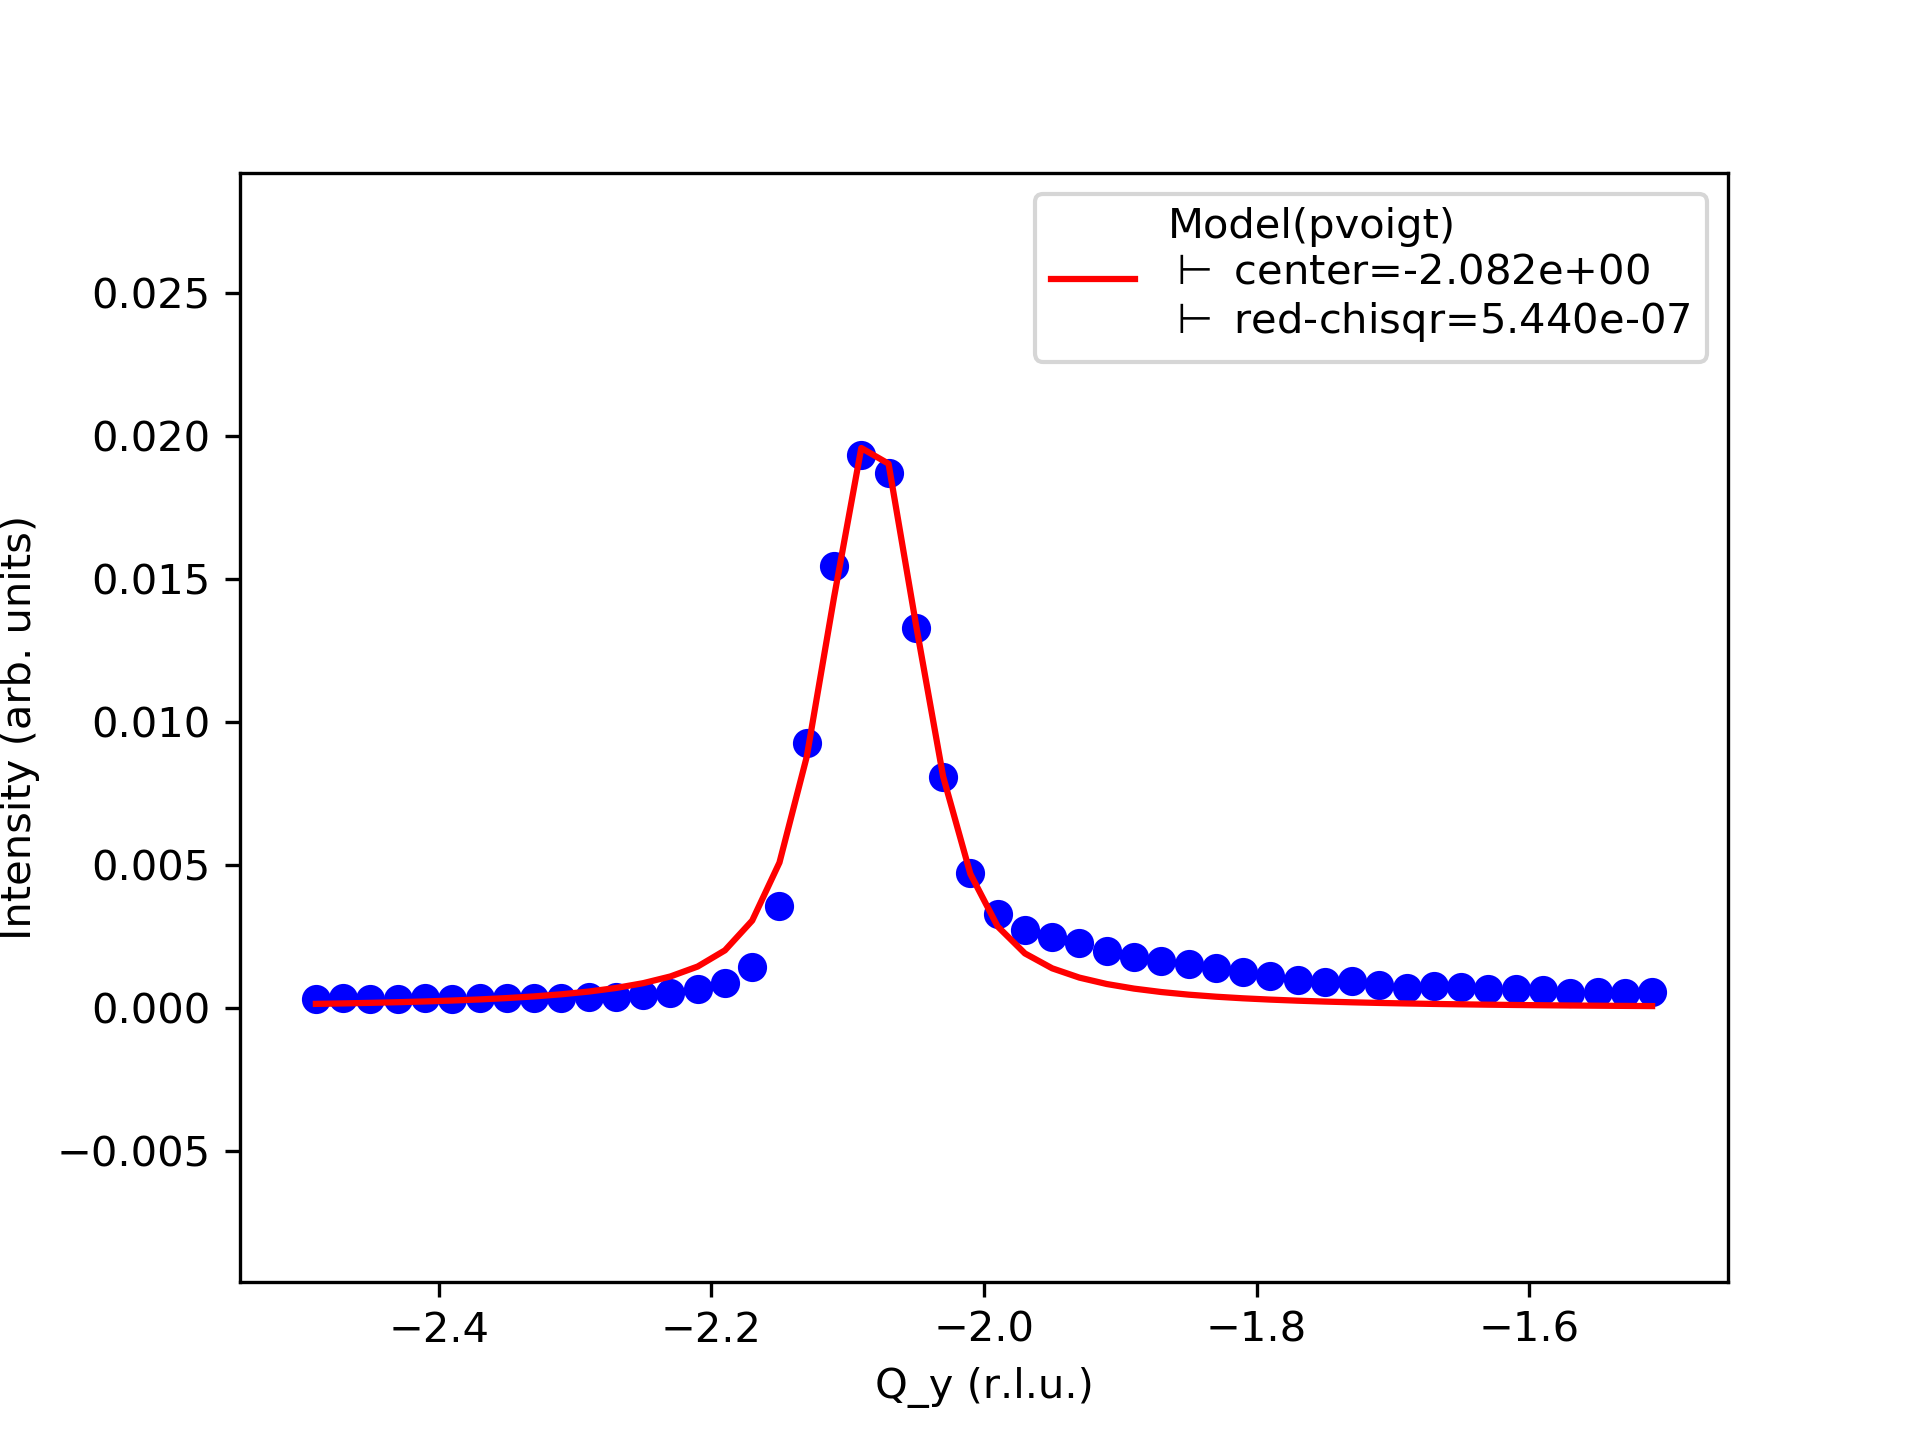 Model(pvoigt)
⊢ center=-2.082e+00
⊢ red-chisqr=5.440e-07
0.025
0.020
0.015
0.010
0.005
0.000
−0.005
Intensity (arb. units)
−2.4 −2.2 −2.0 −1.8 −1.6
Q_y (r.l.u.)